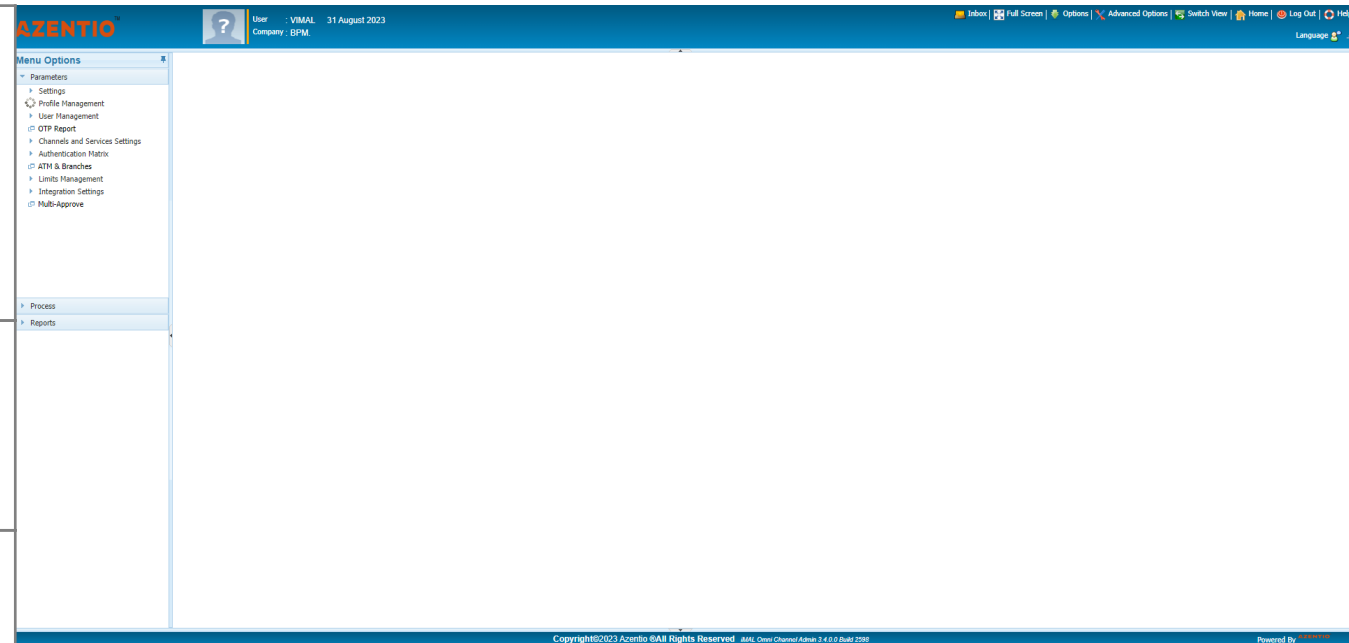 AZENTIO™
User : VIMAL 31 August 2023
Company : BPM.
Inbox | Full Screen | Options | Advanced Options | Switch View | Home | Log Out | Hel
Language
Menu Options
Parameters
Settings
Profile Management
User Management
OTP Report
Channels and Services Settings
Authentication Matrix
ATM & Branches
Limits Management
Integration Settings
Multi-Approve
Process
Reports
Copyright©2023 Azentio ®All Rights Reserved iMAL Omni Channel Admin 3.4.0.0 Build 2598
Powered By AZENTIO